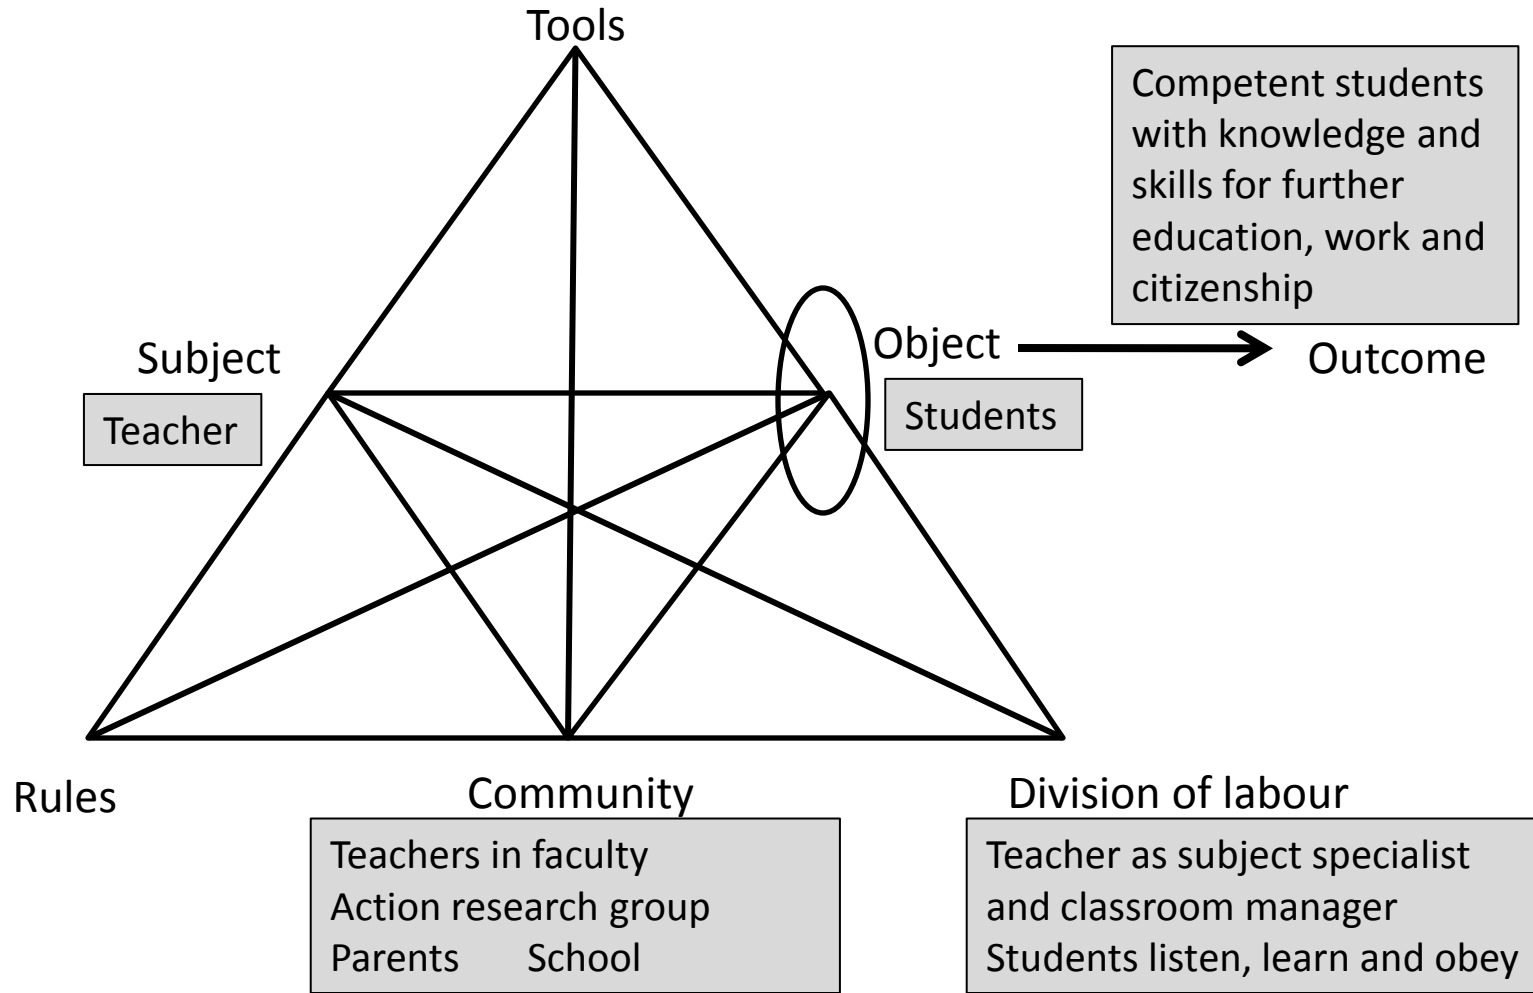 Tools
Competent students
with knowledge and
skills for further
education, work and
citizenship
Subject
Object
Outcome
Teacher
Students
Rules
Community
Division of labour
Teachers in faculty
Action research group
Parents School
Teacher as subject specialist
and classroom manager
Students listen, learn and obey